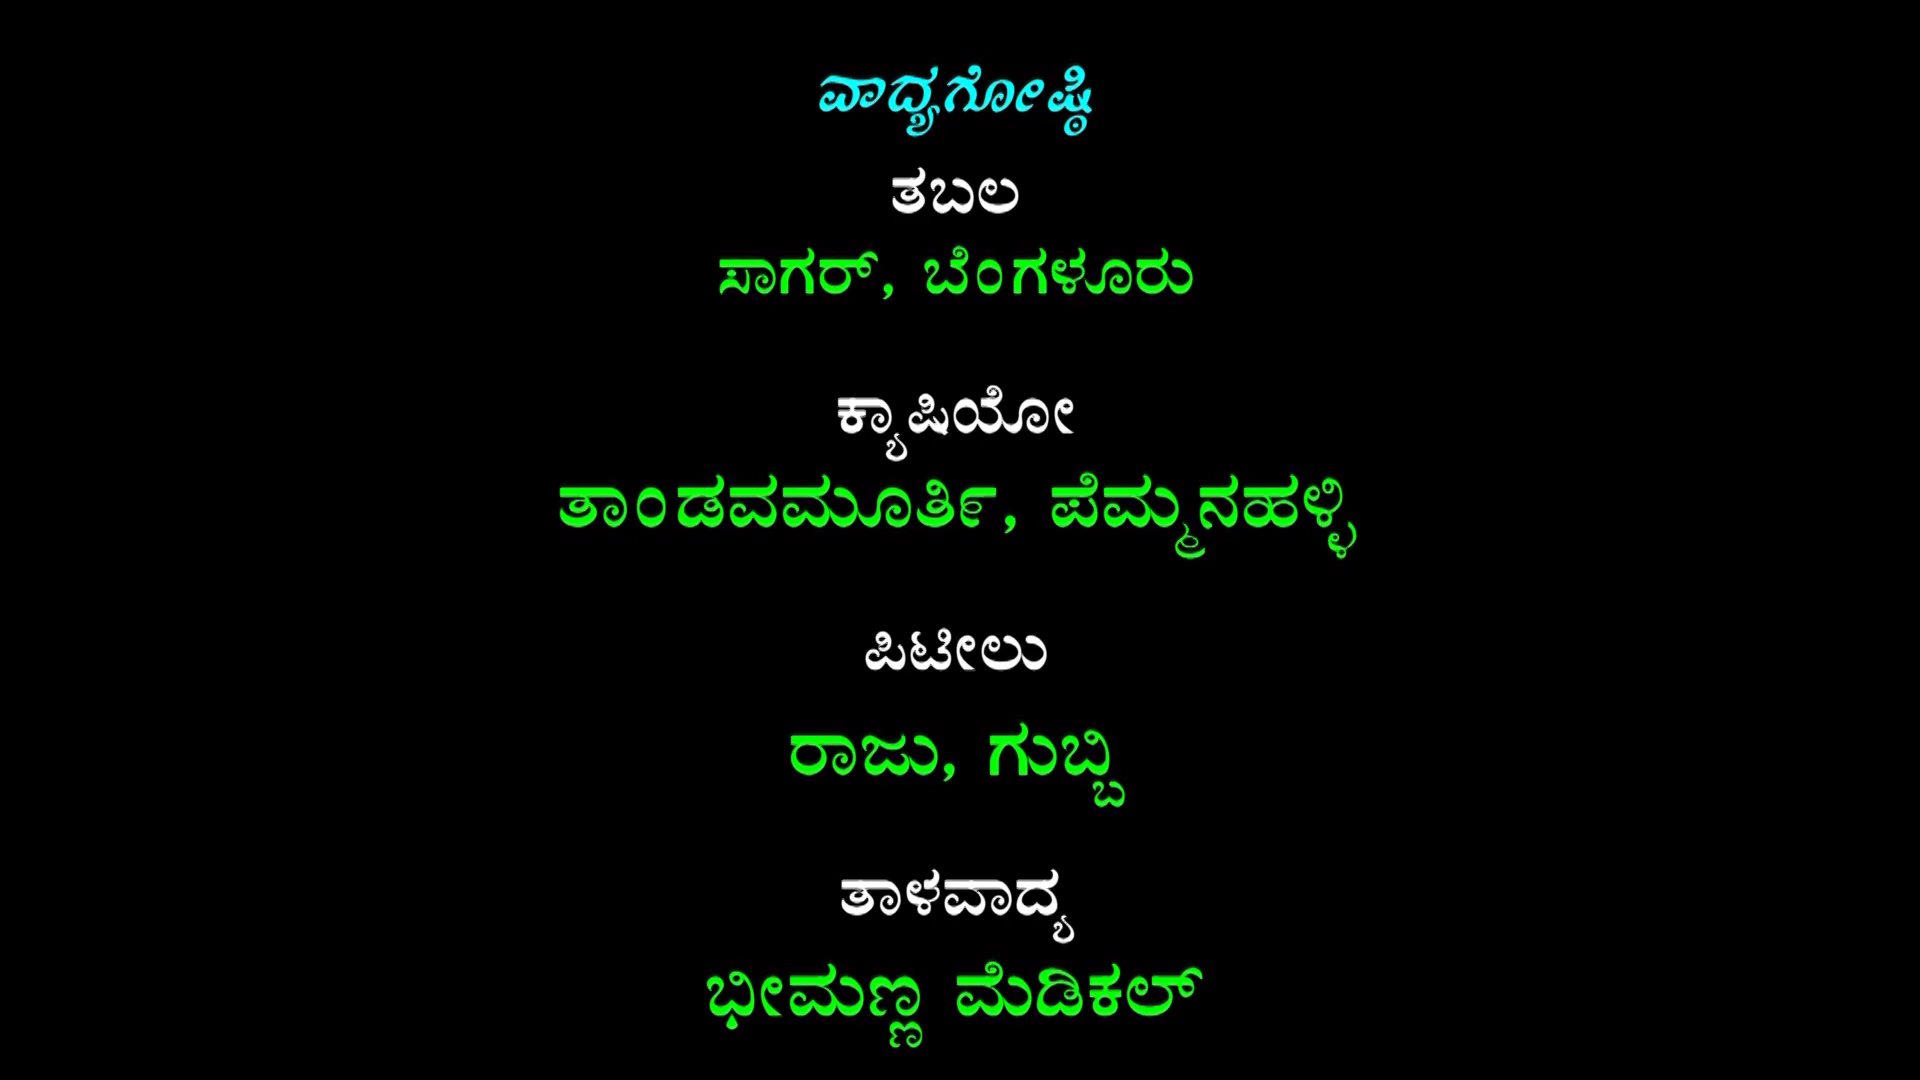 ವಾದ್ಯಗೋಷ್ಠಿ
ತಬಲ
ಸಾಗರ್, ಬೆಂಗಳೂರು
ಕ್ಯಾಷಿಯೋ
ತಾಂಡವಮೂರ್ತಿ, ಪೆಮ್ಮನಹಳ್ಳಿ
ಪಿಟೀಲು
ರಾಜು, ಗುಬ್ಬಿ
ತಾಳವಾದ್ಯ
ಭೀಮಣ್ಣ ಮೆಡಿಕಲ್